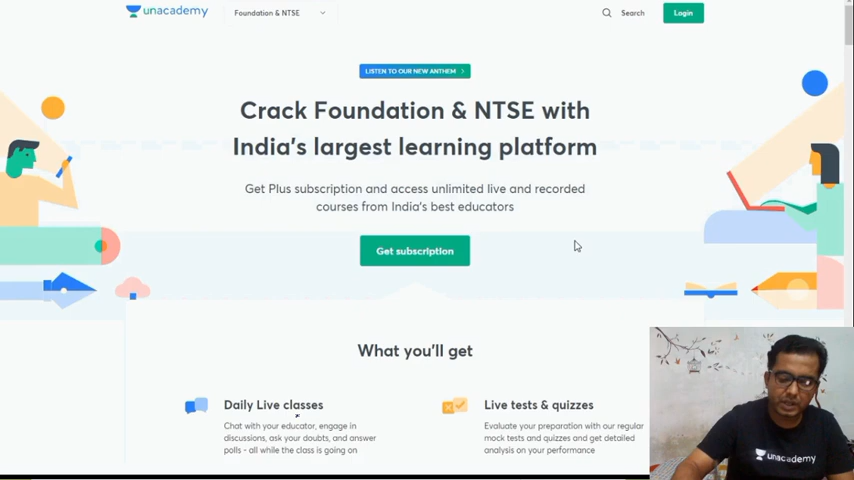 unacademy
Foundation & NTSE
Search
Login
LISTEN TO OUR NEW ANTHEM
Crack Foundation & NTSE with
India's largest learning platform
Get Plus subscription and access unlimited live and recorded
courses from India's best educators
Get subscription
What you'll get
Daily Live classes
Chat with your educator, engage in
discussions, ask your doubts, and answer
polls - all while the class is going on
Live tests & quizzes
Evaluate your preparation with our regular
mock tests and quizzes and get detailed
analysis on your performance
unacademy